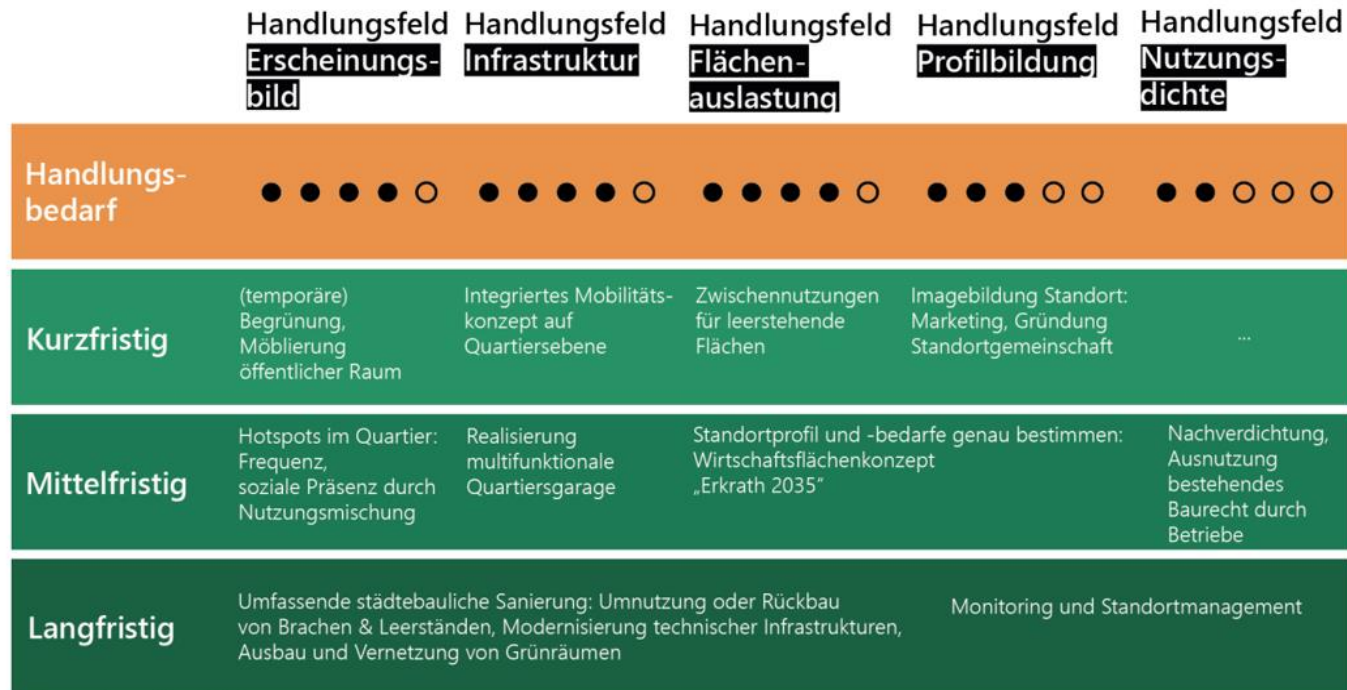 Handlungsfeld
Erscheinungs-
bild
Handlungsfeld
Infrastruktur
Handlungsfeld
Flächen-
auslastung
Handlungsfeld
Profilbildung
Handlungsfeld
Nutzungs-
dichte
Handlungs-
bedarf
Kurzfristig
(temporäre)
Begrünung,
Möblierung
öffentlicher Raum
Integriertes Mobilitäts-
konzept auf
Quartiersebene
Zwischennutzungen
für leerstehende
Flächen
Imagebildung Standort:
Marketing, Gründung
Standortgemeinschaft
...
Mittelfristig
Hotspots im Quartier:
Frequenz,
soziale Präsenz durch
Nutzungsmischung
Realisierung
multifunktionale
Quartiersgarage
Standortprofil und -bedarfe genau bestimmen:
Wirtschaftsflächenkonzept
„Erkrath 2035“
Nachverdichtung,
Ausnutzung
bestehendes
Baurecht durch
Betriebe
Langfristig
Umfassende städtebauliche Sanierung: Umnutzung oder Rückbau
von Brachen & Leerständen, Modernisierung technischer Infrastrukturen,
Ausbau und Vernetzung von Grünräumen
Monitoring und Standortmanagement